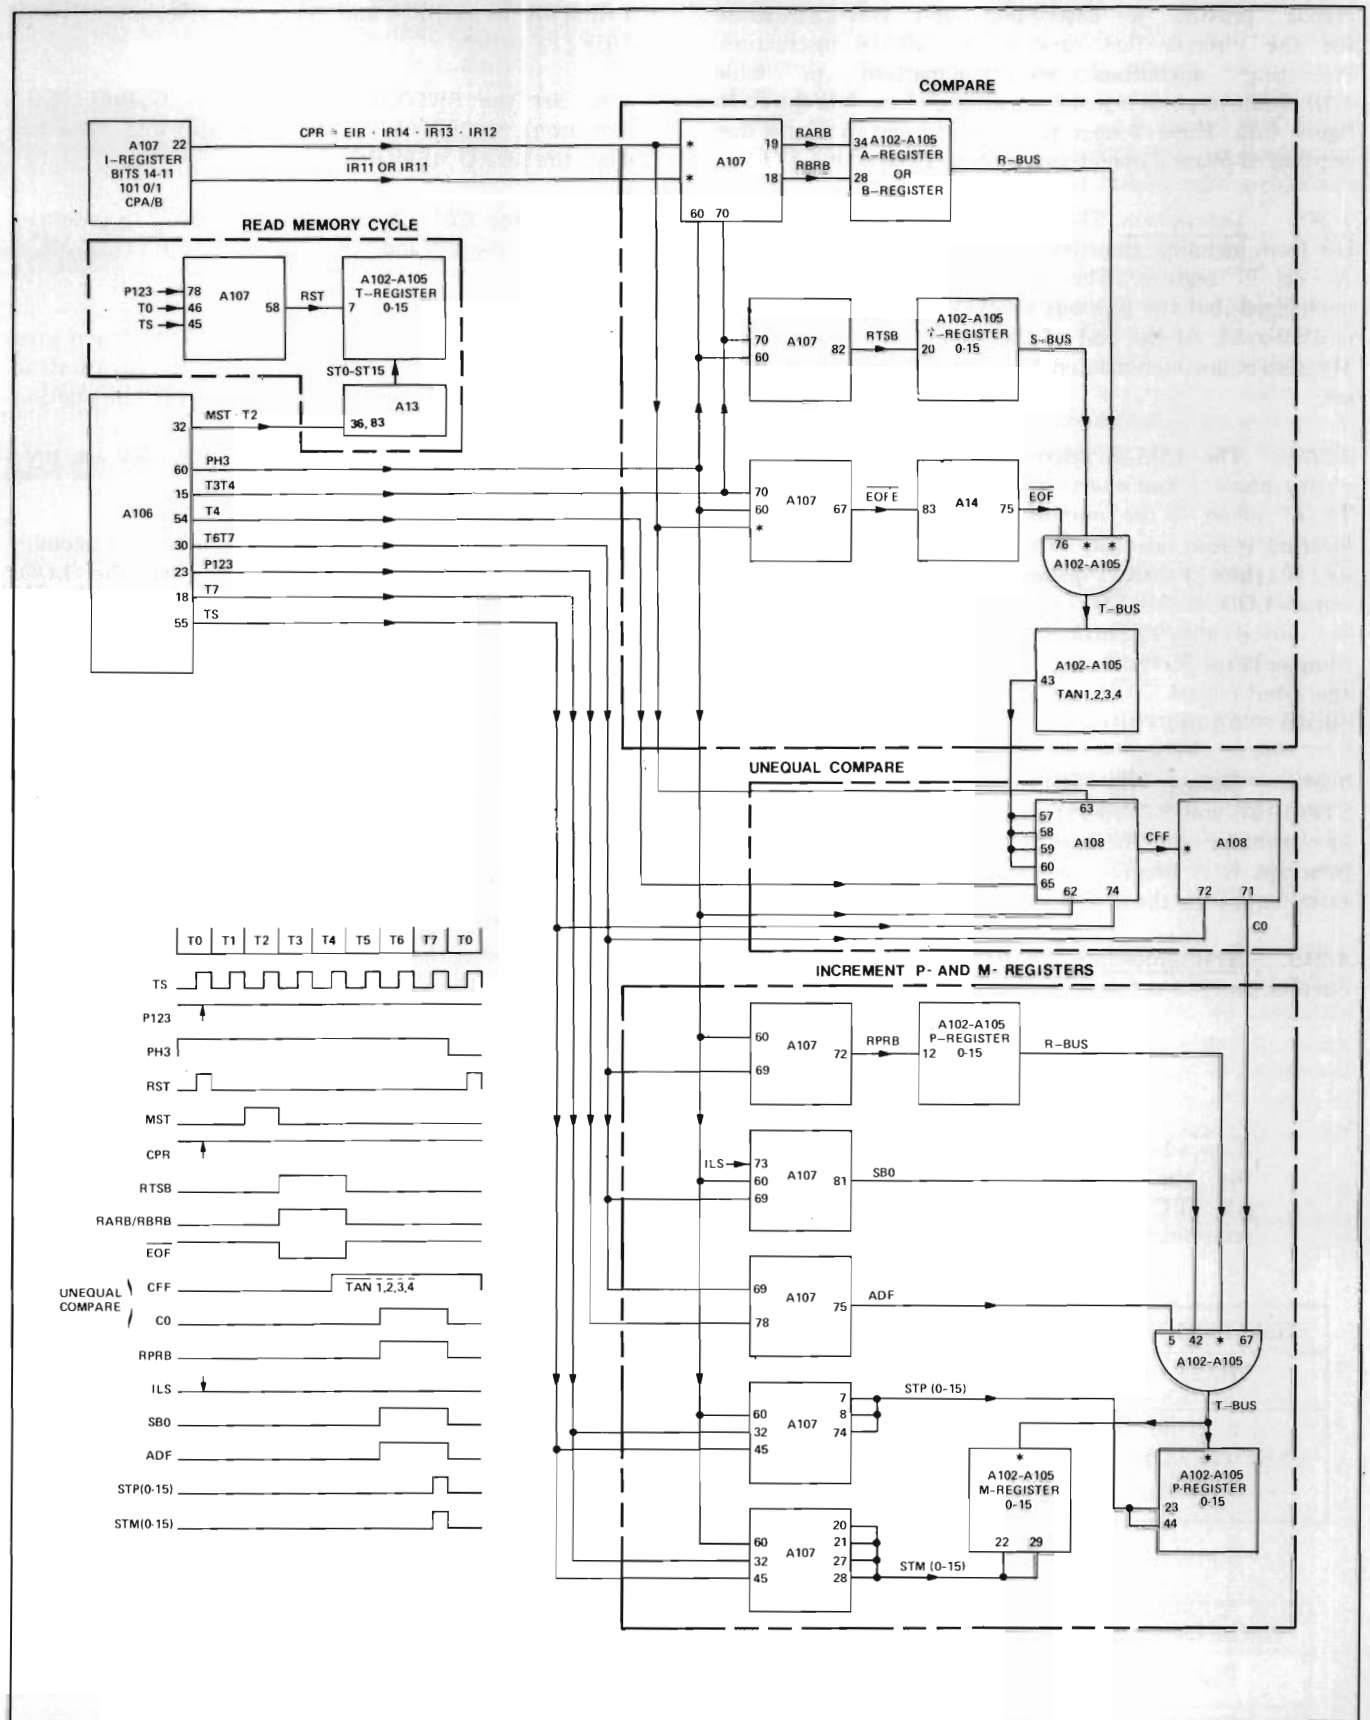 COMPARE
A107
I-REGISTER
BITS 14-11
101 0/1
CPA/B
22
CPR = EIR · IR14 · IR13 · IR12
IR11 OR IR11
*
*
A107
19
18
60 70
RARB
RBRB
34
28
A102-A105
A-REGISTER
OR
B-REGISTER
R-BUS
READ MEMORY CYCLE
P123
T0
TS
78
46
45
A107
58
RST
7
A102-A105
T-REGISTER
0-15
ST0-ST15
36, 83
A13
70
60
A107
82
RTSB
20
A102-A105
T-REGISTER
0-15
S-BUS
A106
32
60
15
54
30
23
18
55
MST · T2
PH3
T3T4
T4
T6T7
P123
T7
TS
70
60
*
A107
67
EOFE
83
A14
75
EOF
76 * *
A102-A105
T-BUS
A102-A105
43
TAN 1,2,3,4
UNEQUAL COMPARE
63
57
58
59
60
65
A108
62 74
CFF
*
A108
72 71
C0
INCREMENT P- AND M- REGISTERS
60
69
A107
72
RPRB
12
A102-A105
P-REGISTER
0-15
R-BUS
ILS
73
60
69
A107
81
SB0
69
78
A107
75
ADF
5 42 * 67
A102-A105
T-BUS
60
32
45
A107
7
8
74
STP (0-15)
*
A102-A105
M-REGISTER
0-15
22 29
*
A102-A105
P-REGISTER
0-15
23
44
60
32
45
A107
20
21
27
28
STM (0-15)
T0 T1 T2 T3 T4 T5 T6 T7 T0
TS
P123
PH3
RST
MST
CPR
RTSB
RARB/RBRB
EOF
UNEQUAL
COMPARE
CFF
TAN 1,2,3,4
C0
RPRB
ILS
SB0
ADF
STP(0-15)
STM(0-15)